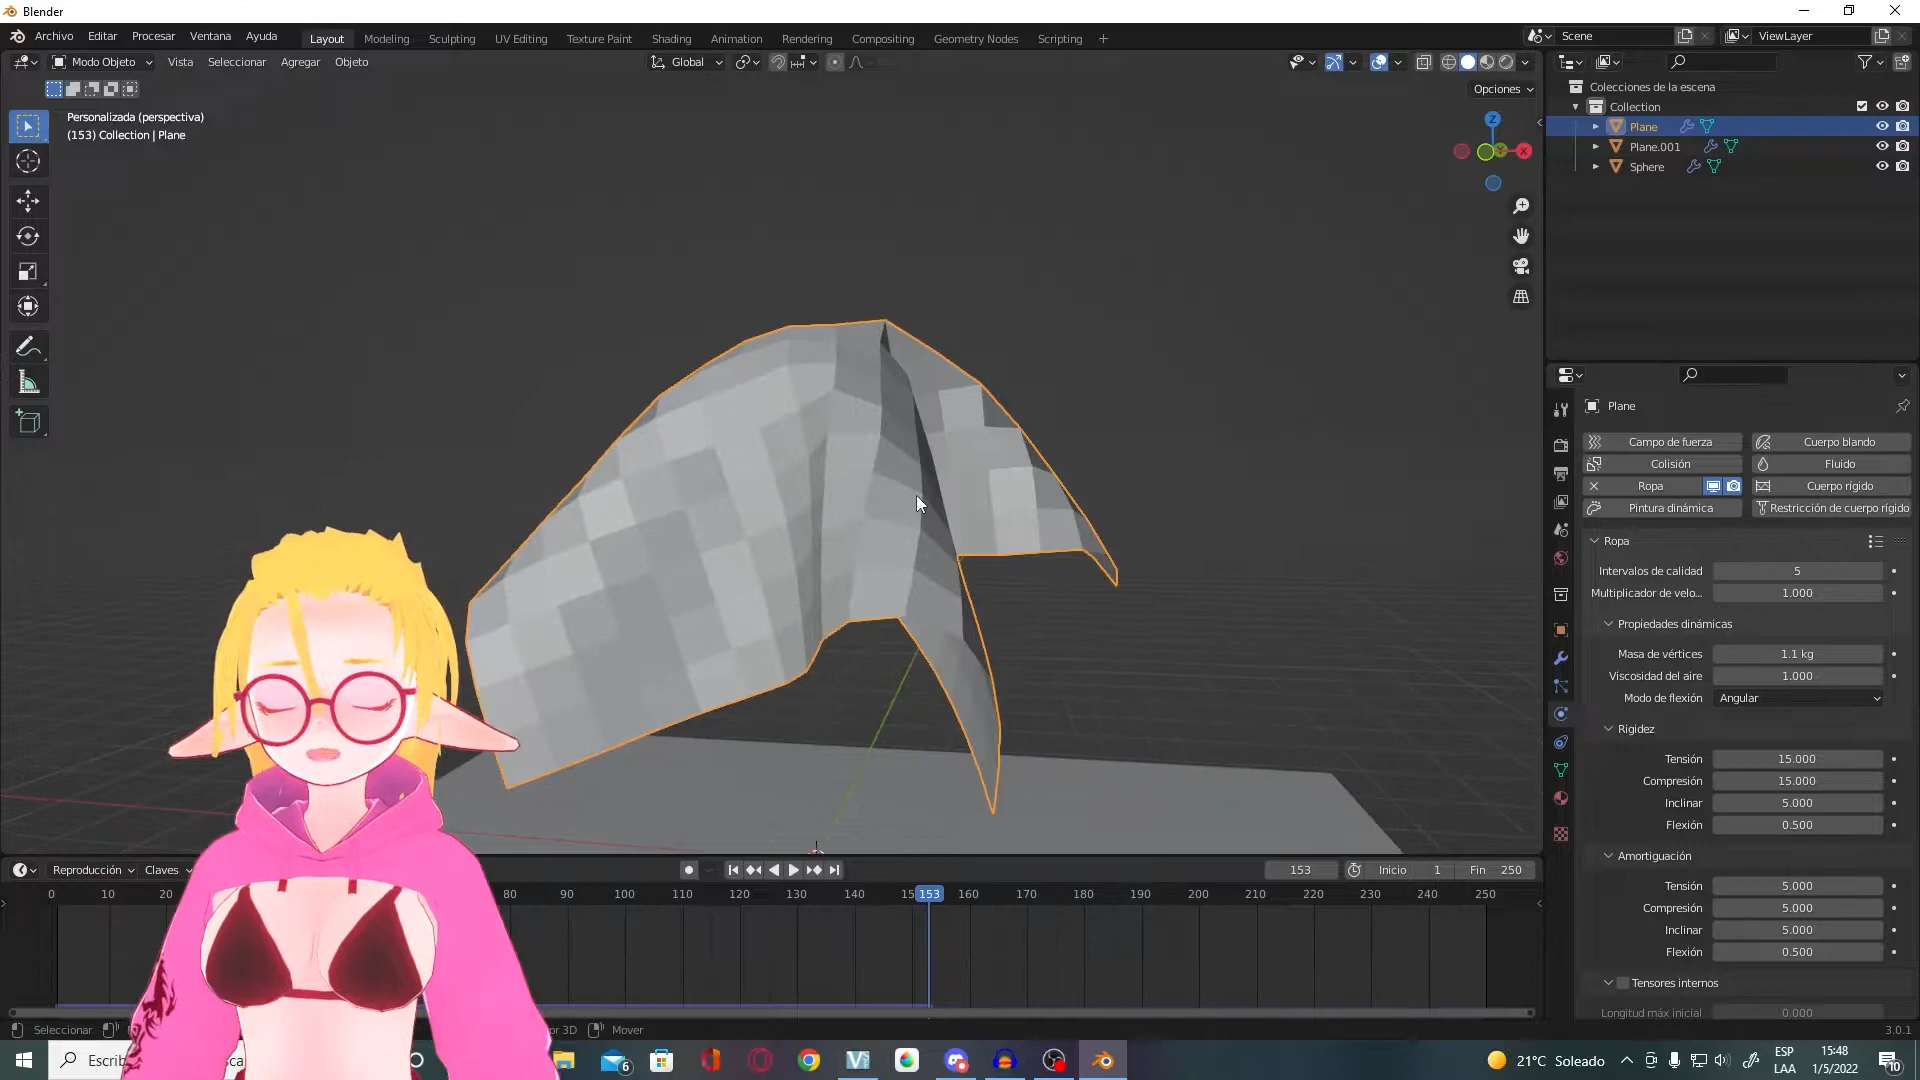 Blender
Archivo Editar Procesar Ventana Ayuda Layout Modeling Sculpting UV Editing Texture Paint Shading Animation Rendering Compositing Geometry Nodes Scripting Scene ViewLayer
Modo Objeto Vista Seleccionar Agregar Objeto Global
Opciones
Personalizada (perspectiva)
(153) Collection | Plane
Z
Y
X
Colecciones de la escena
Collection
Plane
Plane.001
Sphere
Plane
Campo de fuerza Cuerpo blando
Colisión Fluido
Ropa Cuerpo rígido
Pintura dinámica Restricción de cuerpo rígido
Ropa
Intervalos de calidad 5
Multiplicador de velo... 1.000
Propiedades dinámicas
Masa de vértices 1.1 kg
Viscosidad del aire 1.000
Modo de flexión Angular
Rigidez
Tensión 15.000
Compresión 15.000
Inclinar 5.000
Flexión 0.500
Amortiguación
Tensión 5.000
Compresión 5.000
Inclinar 5.000
Flexión 0.500
Tensores internos
Longitud máx inicial 0.000
Reproducción Claves 153 Inicio 1 Fin 250
0 10 20 80 90 100 110 120 130 140 15 153 160 170 180 190 200 210 220 230 240 250
Seleccionar or 3D Mover 3.0.1
Escrib ca 6 21°C Soleado ESP LAA 15:48 1/5/2022 10